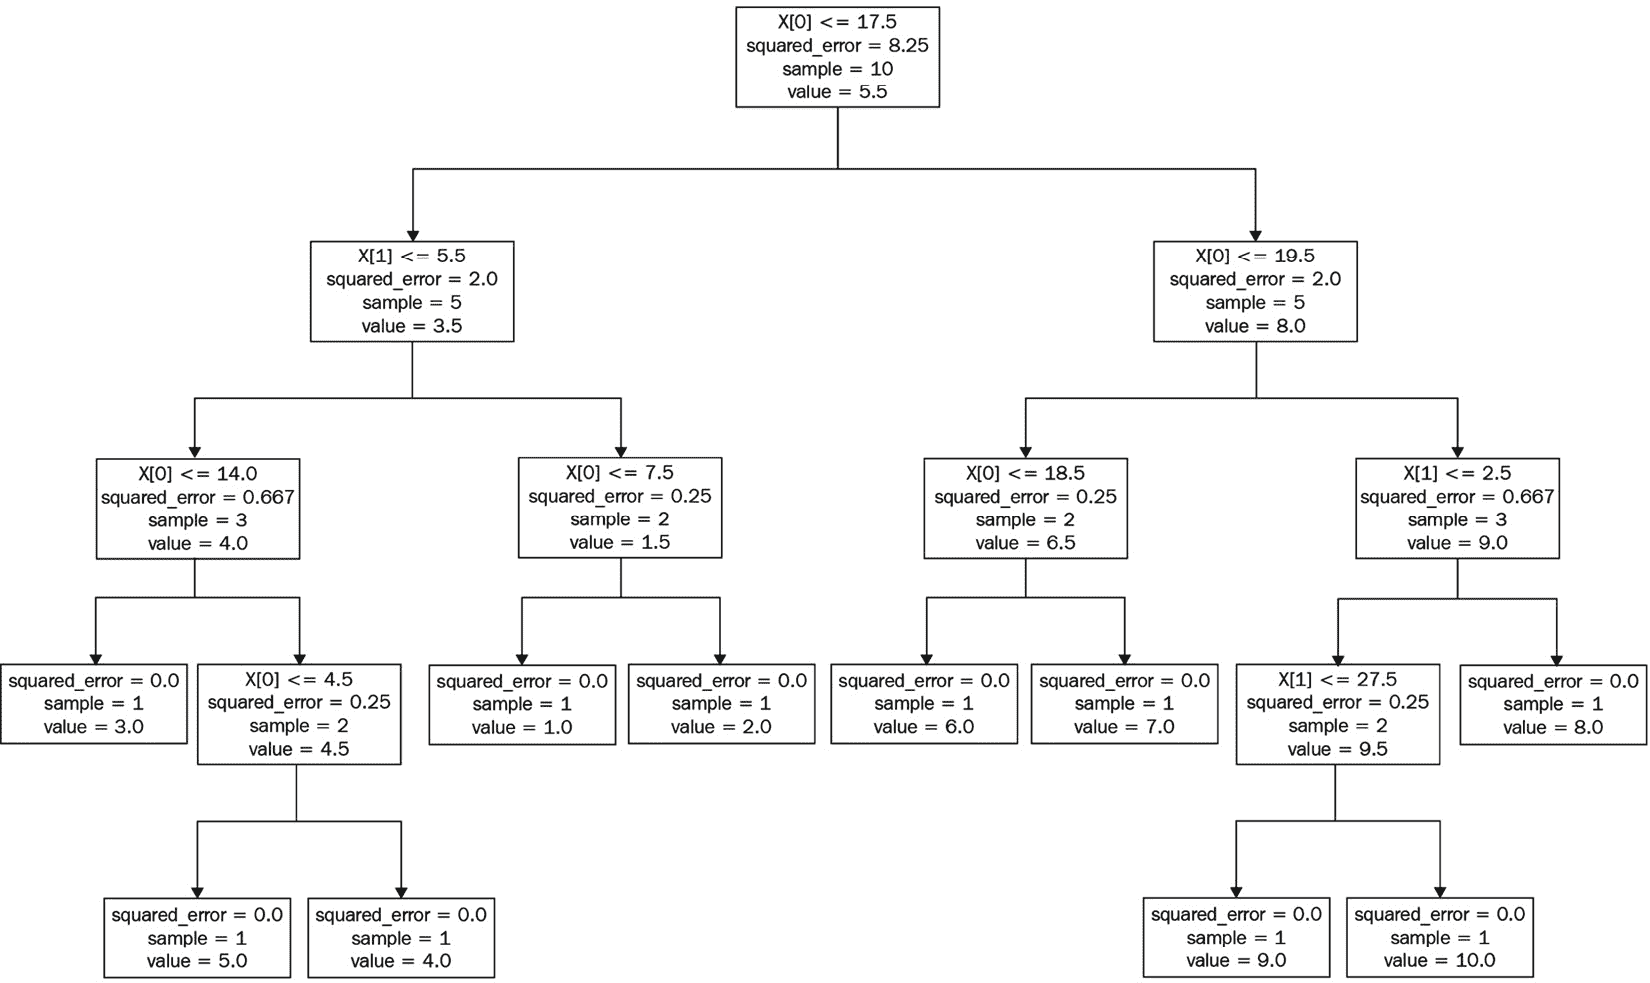 X[0] <= 17.5
squared_error = 8.25
sample = 10
value = 5.5
X[1] <= 5.5
squared_error = 2.0
sample = 5
value = 3.5
X[0] <= 19.5
squared_error = 2.0
sample = 5
value = 8.0
X[0] <= 14.0
squared_error = 0.667
sample = 3
value = 4.0
X[0] <= 7.5
squared_error = 0.25
sample = 2
value = 1.5
X[0] <= 18.5
squared_error = 0.25
sample = 2
value = 6.5
X[1] <= 2.5
squared_error = 0.667
sample = 3
value = 9.0
squared_error = 0.0
sample = 1
value = 3.0
X[0] <= 4.5
squared_error = 0.25
sample = 2
value = 4.5
squared_error = 0.0
sample = 1
value = 1.0
squared_error = 0.0
sample = 1
value = 2.0
squared_error = 0.0
sample = 1
value = 6.0
squared_error = 0.0
sample = 1
value = 7.0
X[1] <= 27.5
squared_error = 0.25
sample = 2
value = 9.5
squared_error = 0.0
sample = 1
value = 8.0
squared_error = 0.0
sample = 1
value = 5.0
squared_error = 0.0
sample = 1
value = 4.0
squared_error = 0.0
sample = 1
value = 9.0
squared_error = 0.0
sample = 1
value = 10.0